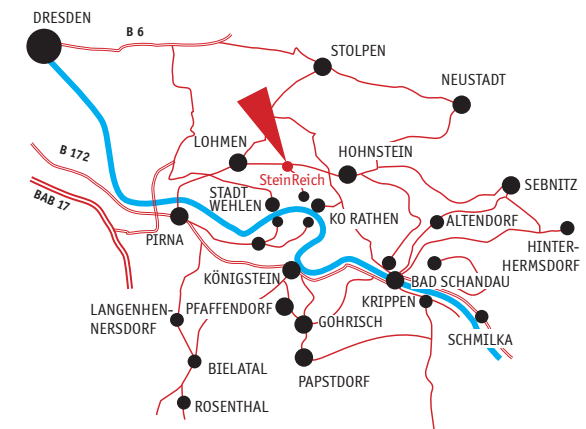 DRESDEN
B 6
STOLPEN
NEUSTADT
B 172
LOHMEN
HOHNSTEIN
BAB 17
SteinReich
SEBNITZ
STADT
WEHLEN
KO RATHEN
ALTENDORF
PIRNA
HINTER-
HERMSDORF
KÖNIGSTEIN
BAD SCHANDAU
KRIPPEN
LANGENHEN-
NERSDORF
PFAFFENDORF
GOHRISCH
SCHMILKA
BIELATAL
PAPSTDORF
ROSENTHAL